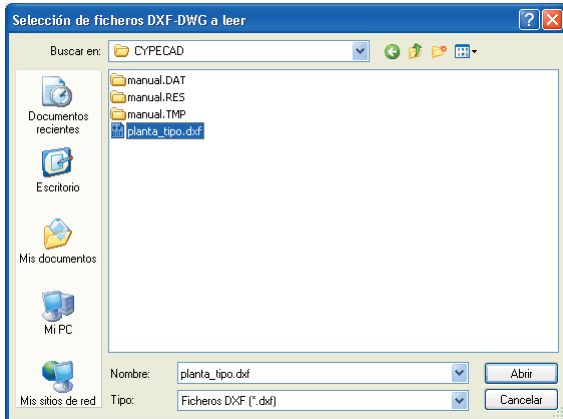 Selección de ficheros DXF-DWG a leer
Buscar en: CYPECAD
manual.DAT
manual.RES
manual.TMP
planta_tipo.dxf
Documentos
recientes
Escritorio
Mis documentos
Mi PC
Mis sitios de red
Nombre: planta_tipo.dxf Abrir
Tipo: Ficheros DXF (*.dxf) Cancelar